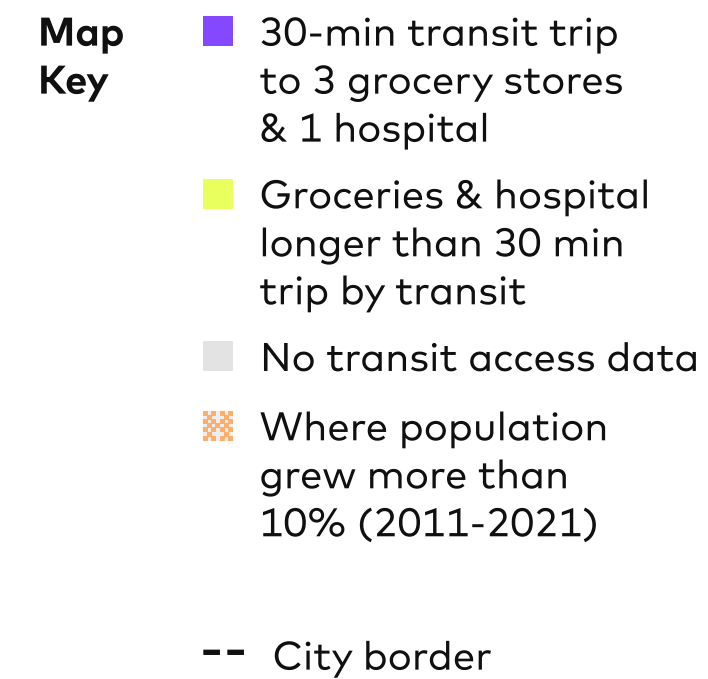 Map
Key
30-min transit trip
to 3 grocery stores
& 1 hospital
Groceries & hospital
longer than 30 min
trip by transit
No transit access data
Where population
grew more than
10% (2011-2021)
City border